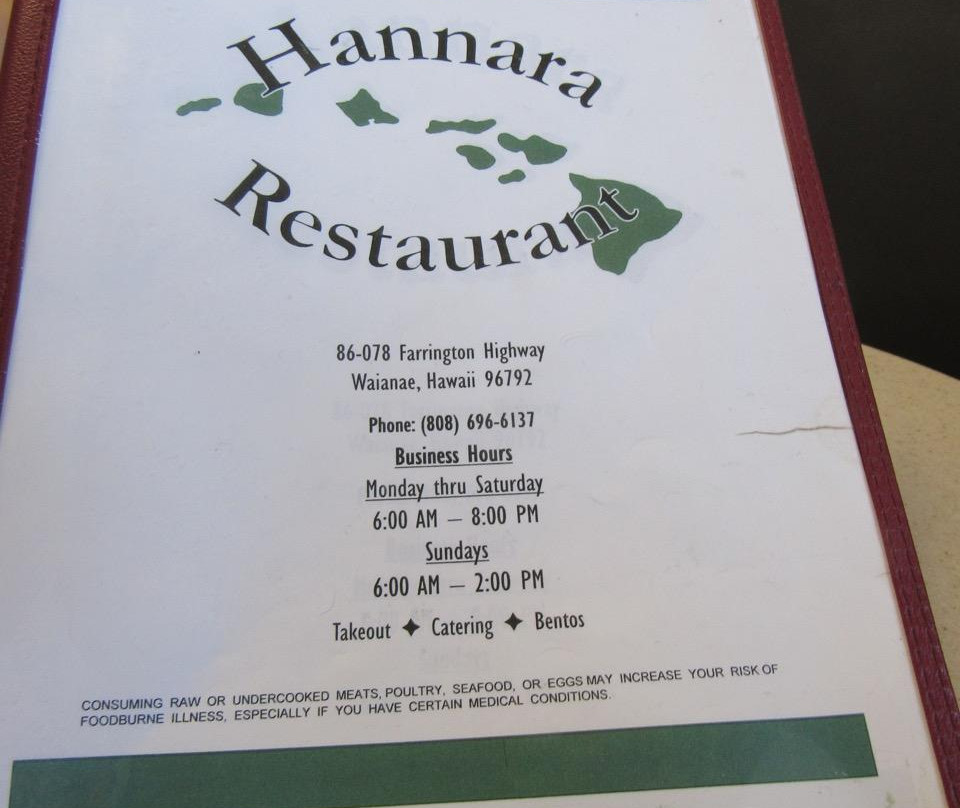 Hannara
Restaurant
86-078 Farrington Highway
Waianae, Hawaii 96792
Phone: (808) 696-6137
Business Hours
Monday thru Saturday
6:00 AM – 8:00 PM
Sundays
6:00 AM – 2:00 PM
Takeout ✦ Catering ✦ Bentos
CONSUMING RAW OR UNDERCOOKED MEATS, POULTRY, SEAFOOD, OR EGGS MAY INCREASE YOUR RISK OF
FOODBURNE ILLNESS, ESPECIALLY IF YOU HAVE CERTAIN MEDICAL CONDITIONS.